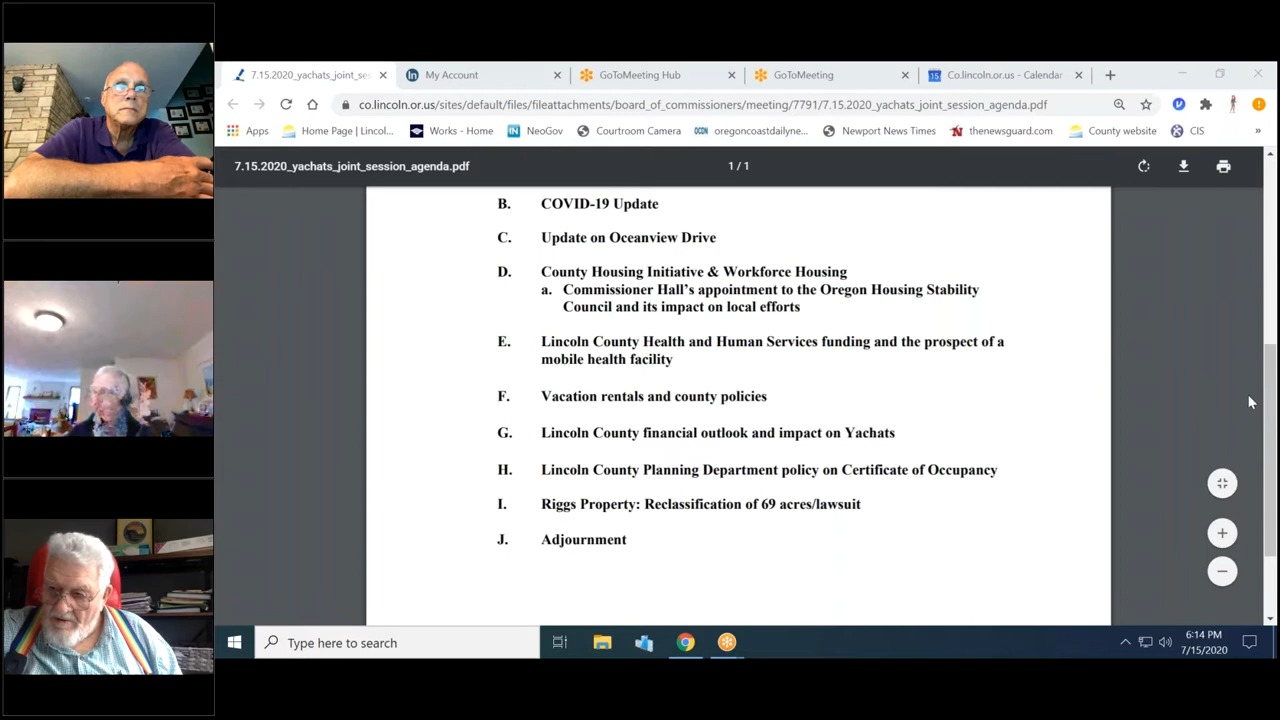 7.15.2020_yachats_joint_ses
My Account
GoToMeeting Hub
GoToMeeting
Co.lincoln.or.us - Calendar
co.lincoln.or.us/sites/default/files/fileattachments/board_of_commissioners/meeting/7791/7.15.2020_yachats_joint_session_agenda.pdf
Apps
Home Page | Lincol...
Works - Home
NeoGov
Courtroom Camera
oregoncoastdailyne...
Newport News Times
thenewsguard.com
County website
CIS
»
7.15.2020_yachats_joint_session_agenda.pdf
1 / 1
B. COVID-19 Update
C. Update on Oceanview Drive
D. County Housing Initiative & Workforce Housing
a. Commissioner Hall's appointment to the Oregon Housing Stability
Council and its impact on local efforts
E. Lincoln County Health and Human Services funding and the prospect of a
mobile health facility
F. Vacation rentals and county policies
G. Lincoln County financial outlook and impact on Yachats
H. Lincoln County Planning Department policy on Certificate of Occupancy
I. Riggs Property: Reclassification of 69 acres/lawsuit
J. Adjournment
Type here to search
6:14 PM
7/15/2020